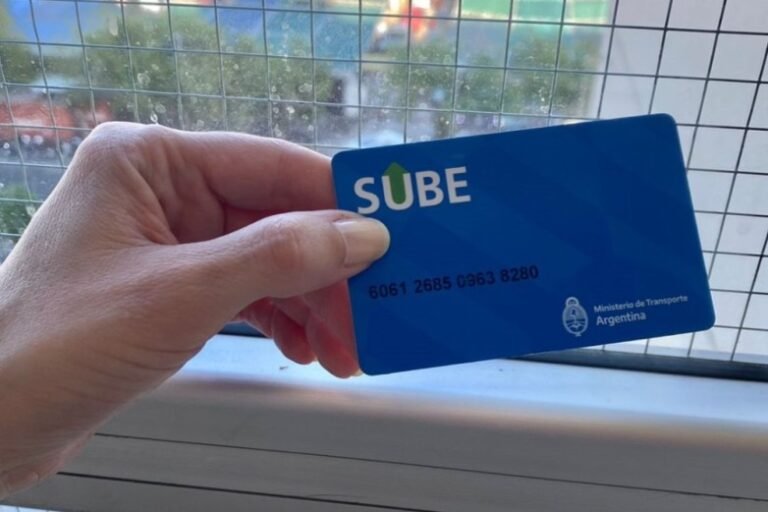 SUBE
6061 2685 0963 8280
Ministerio de Transporte
Argentina